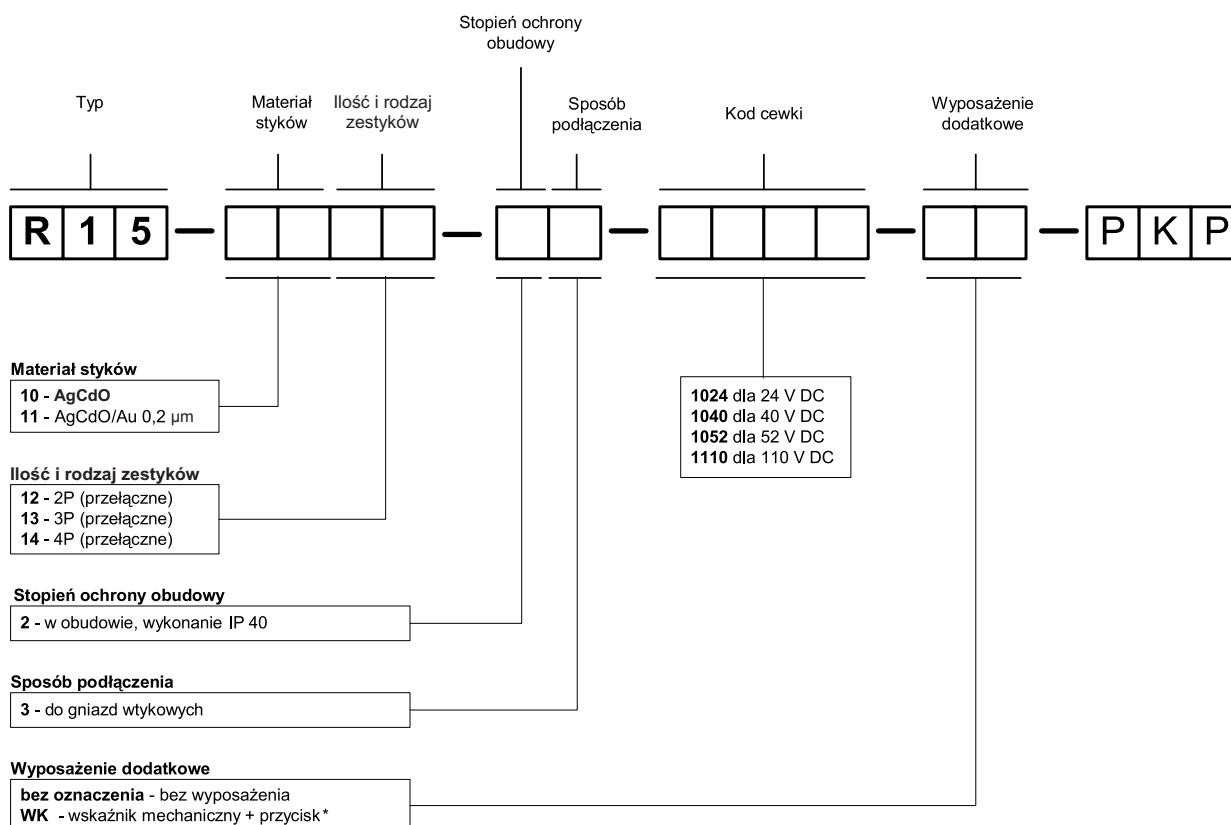 Stopień ochrony
obudowy
Typ
Materiał
styków
Ilość i rodzaj
zestyków
Sposób
podłączenia
Kod cewki
Wyposażenie
dodatkowe
R 1 5 — — — — — P K P
Materiał styków
10 - AgCdO
11 - AgCdO/Au 0,2 μm
Ilość i rodzaj zestyków
12 - 2P (przełączne)
13 - 3P (przełączne)
14 - 4P (przełączne)
1024 dla 24 V DC
1040 dla 40 V DC
1052 dla 52 V DC
1110 dla 110 V DC
Stopień ochrony obudowy
2 - w obudowie, wykonanie IP 40
Sposób podłączenia
3 - do gniazd wtykowych
Wyposażenie dodatkowe
bez oznaczenia - bez wyposażenia
WK - wskaźnik mechaniczny + przycisk*